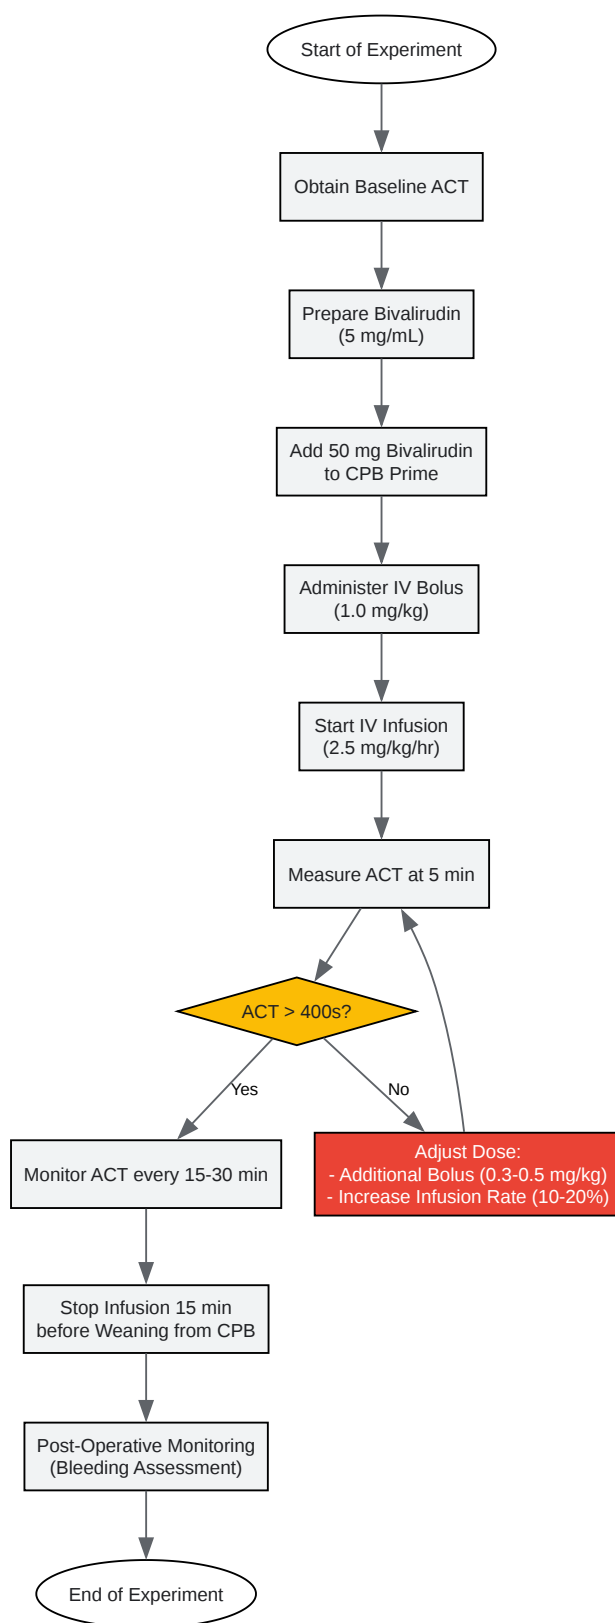 Start of Experiment
Obtain Baseline ACT
Prepare Bivalirudin
(5 mg/mL)
Add 50 mg Bivalirudin
to CPB Prime
Administer IV Bolus
(1.0 mg/kg)
Start IV Infusion
(2.5 mg/kg/hr)
Measure ACT at 5 min
ACT > 400s?
Yes
No
Monitor ACT every 15-30 min
Adjust Dose:
- Additional Bolus (0.3-0.5 mg/kg)
- Increase Infusion Rate (10-20%)
Stop Infusion 15 min
before Weaning from CPB
Post-Operative Monitoring
(Bleeding Assessment)
End of Experiment